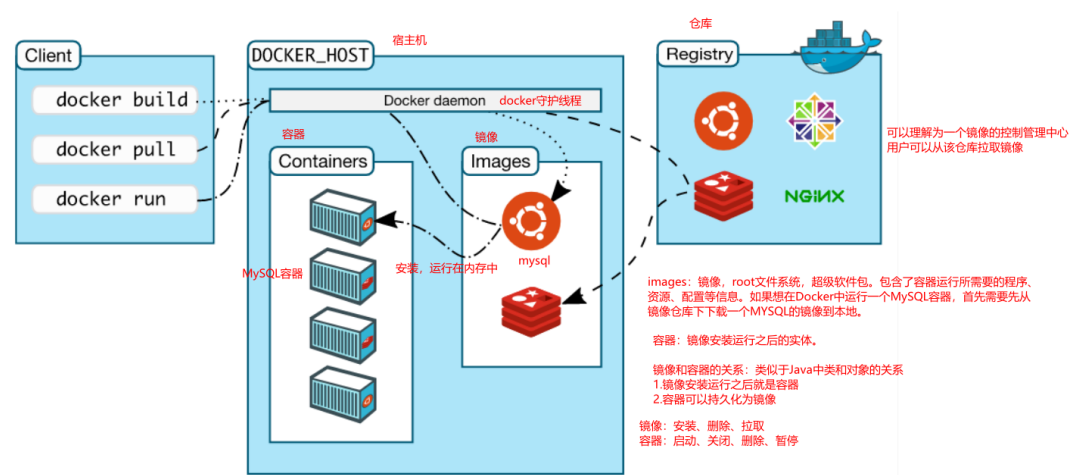 仓库
Client
宿主机
DOCKER_HOST
Registry
docker build
Docker daemon
docker守护线程
docker pull
容器
镜像
可以理解为一个镜像的控制管理中心
用户可以从该仓库拉取镜像
Containers
Images
docker run
NGiNX
mysql
MySQL容器
安装，运行在内存中
images：镜像，root文件系统，超级软件包。包含了容器运行所需要的程序、
资源、配置等信息。如果想在Docker中运行一个MySQL容器，首先需要先从
镜像仓库下下载一个MYSQL的镜像到本地。
容器：镜像安装运行之后的实体。
镜像和容器的关系：类似于Java中类和对象的关系
1.镜像安装运行之后就是容器
2.容器可以持久化为镜像
镜像：安装、删除、拉取
容器：启动、关闭、删除、暂停